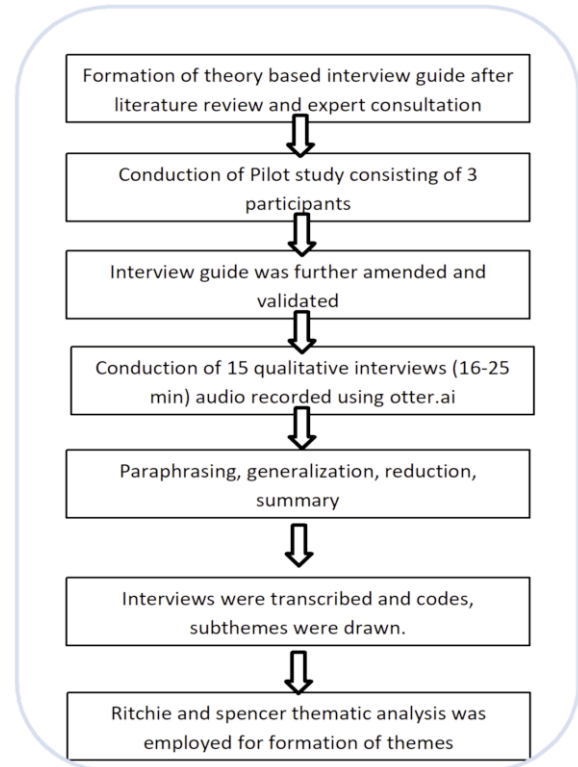 Formation of theory based interview guide after
literature review and expert consultation
Conduction of Pilot study consisting of 3
participants
Interview guide was further amended and
validated
Conduction of 15 qualitative interviews (16-25
min) audio recorded using otter.ai
Paraphrasing, generalization, reduction,
summary
Interviews were transcribed and codes,
subthemes were drawn.
Ritchie and spencer thematic analysis was
employed for formation of themes